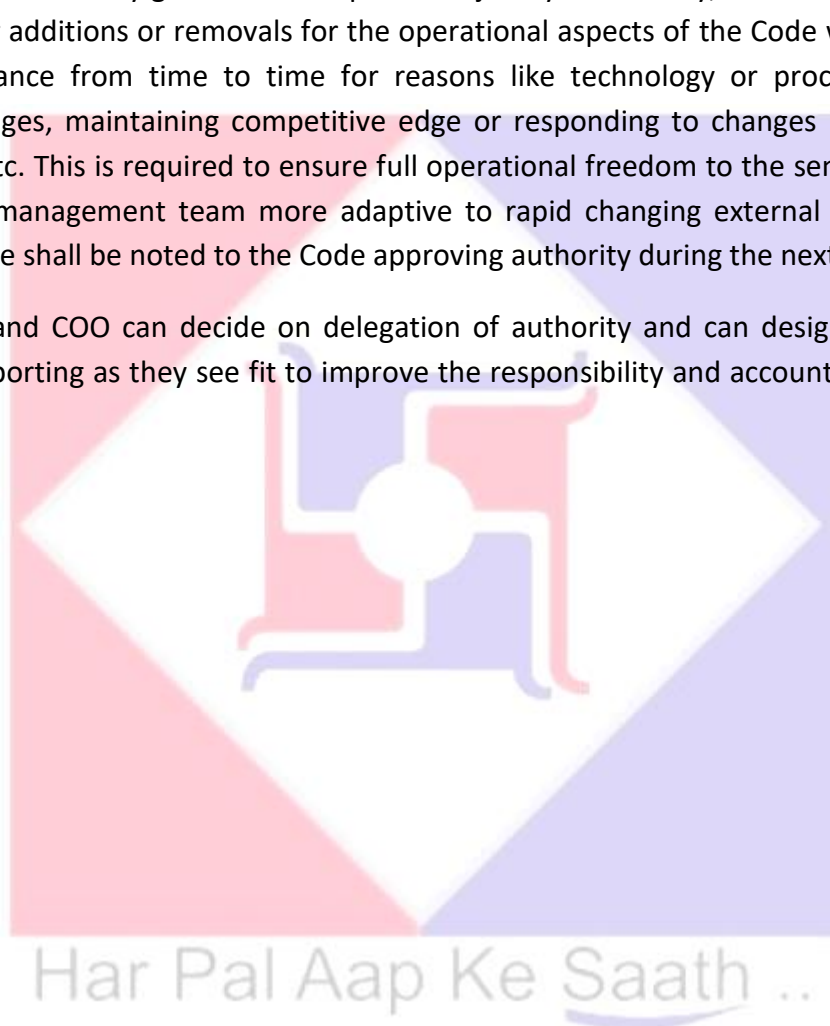 additions or removals for the operational aspects of the Code
ance from time to time for reasons like technology or proc
ges, maintaining competitive edge or responding to changes
tc. This is required to ensure full operational freedom to the ser
management team more adaptive to rapid changing external
e shall be noted to the Code approving authority during the next
and COO can decide on delegation of authority and can desig
porting as they see fit to improve the responsibility and account
Har Pal Aap Ke Saath ..